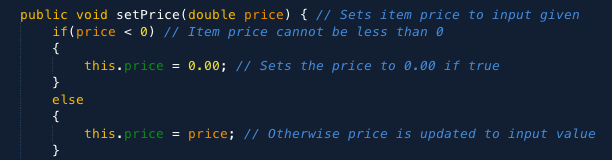 public void setPrice(double price) { // Sets item price to input given
if(price < 0) // Item price cannot be less than 0
{
this.price = 0.00; // Sets the price to 0.00 if true
}
else
{
this.price = price; // Otherwise price is updated to input value
}